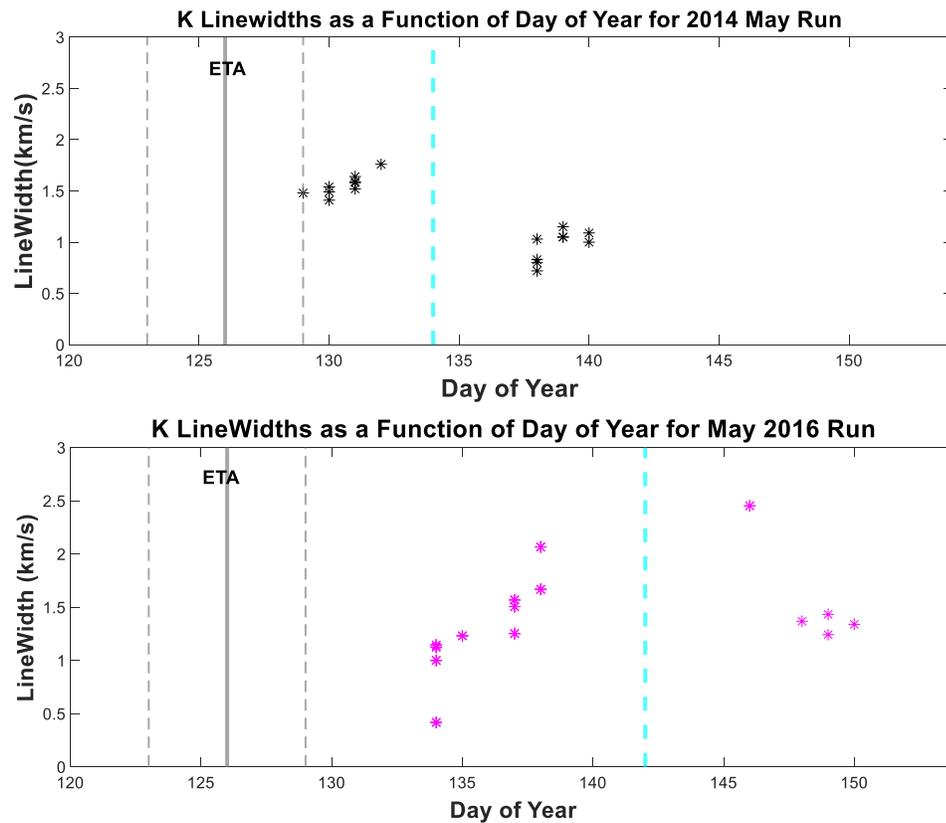 K Linewidths as a Function of Day of Year for 2014 May Run
3
2.5
2
1.5
1
0.5
0
LineWidth(km/s)
ETA
120 125 130 135 140 145 150
Day of Year
K LineWidths as a Function of Day of Year for May 2016 Run
3
2.5
2
1.5
1
0.5
0
LineWidth (km/s)
ETA
120 125 130 135 140 145 150
Day of Year